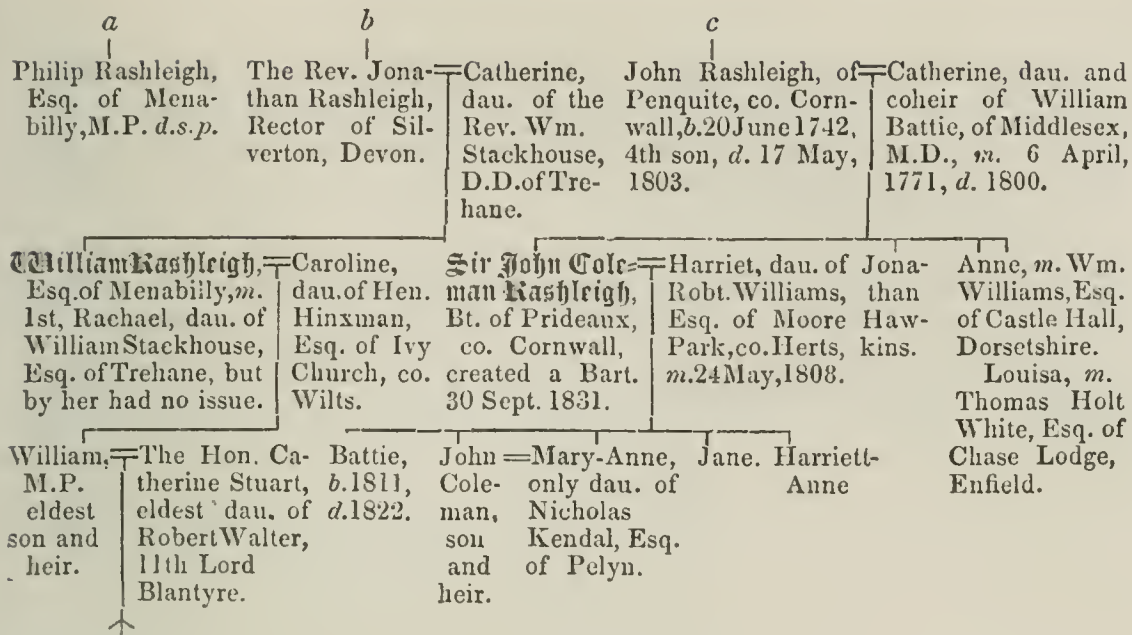 a
b
c
Philip Rashleigh,
Esq. of Mena-
billy, M.P. d.s.p.
The Rev. Jona-
than Rashleigh,
Rector of Sil-
verton, Devon.
Catherine,
dau. of the
Rev. Wm.
Stackhouse,
D.D. of Tre-
hane.
John Rashleigh, of
Penquite, co. Corn-
wall, b. 20 June 1742,
4th son, d. 17 May,
1803.
Catherine, dau. and
coheir of William
Battie, of Middlesex,
M.D., m. 6 April,
1771, d. 1800.
William Rashleigh,
Esq. of Menabilly, m.
1st, Rachael, dau. of
William Stackhouse,
Esq. of Trehane, but
by her had no issue.
Caroline,
dau. of Hen.
Hinxman,
Esq. of Ivy
Church, co.
Wilts.
Sir John Cole-
man Rashleigh,
Bt. of Prideaux,
co. Cornwall,
created a Bart.
30 Sept. 1831.
Harriet, dau. of
Robt. Williams,
Esq. of Moore
Park, co. Herts,
m. 24 May, 1808.
Jona-
than
Haw-
kins.
Anne, m. Wm.
Williams, Esq.
of Castle Hall,
Dorsetshire.
Louisa, m.
Thomas Holt
White, Esq. of
Chase Lodge,
Enfield.
William,
M.P.
eldest
son and
heir.
The Hon. Ca-
therine Stuart,
eldest dau. of
Robert Walter,
11th Lord
Blantyre.
Battie,
b. 1811,
d. 1822.
John
Cole-
man,
son
and
heir.
Mary-Anne,
only dau. of
Nicholas
Kendal, Esq.
of Pelyn.
Jane.
Harriett-
Anne